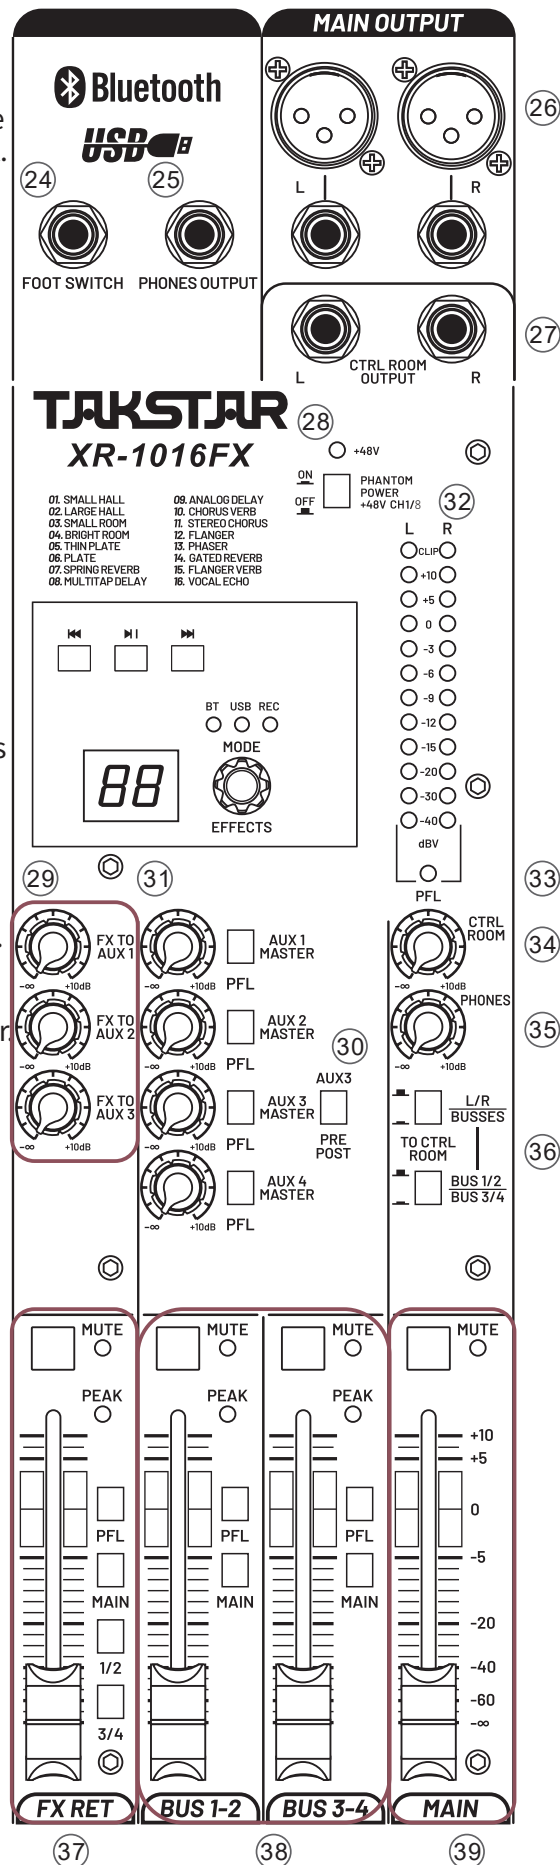 MAIN OUTPUT
Bluetooth
USB
24
25
26
L
R
FOOT SWITCH
PHONES OUTPUT
27
CTRL ROOM
OUTPUT
L
R
TAKSTAR
XR-1016FX
28
+48V
ON
OFF
PHANTOM
POWER
+48V CH1/8
32
01. SMALL HALL
02. LARGE HALL
03. SMALL ROOM
04. BRIGHT ROOM
05. THIN PLATE
06. PLATE
07. SPRING REVERB
08. MULTITAP DELAY
09. ANALOG DELAY
10. CHORUS VERB
11. STEREO CHORUS
12. FLANGER
13. PHASER
14. GATED REVERB
15. FLANGER VERB
16. VOCAL ECHO
L R
CLIP
+10
+5
0
-3
-6
-9
-12
-15
-20
-30
-40
dBV
PFL
BT USB REC
MODE
88
EFFECTS
s
29
31
33
FX TO
AUX 1
-∞ +10dB
AUX 1
MASTER
-∞ +10dB
PFL
CTRL
ROOM
-∞ +10dB
34
FX TO
AUX 2
-∞ +10dB
AUX 2
MASTER
-∞ +10dB
PFL
PHONES
-∞ +10dB
35
r.
30
FX TO
AUX 3
-∞ +10dB
AUX 3
MASTER
-∞ +10dB
PFL
AUX3
PRE
POST
L/R
BUSSES
TO CTRL
ROOM
BUS 1/2
BUS 3/4
36
AUX 4
MASTER
-∞ +10dB
PFL
MUTE
MUTE
MUTE
MUTE
PEAK
PEAK
PEAK
+10
+5
0
-5
-20
-40
-60
-∞
PFL
PFL
PFL
MAIN
MAIN
MAIN
1/2
3/4
FX RET
BUS 1-2
BUS 3-4
MAIN
37
38
39